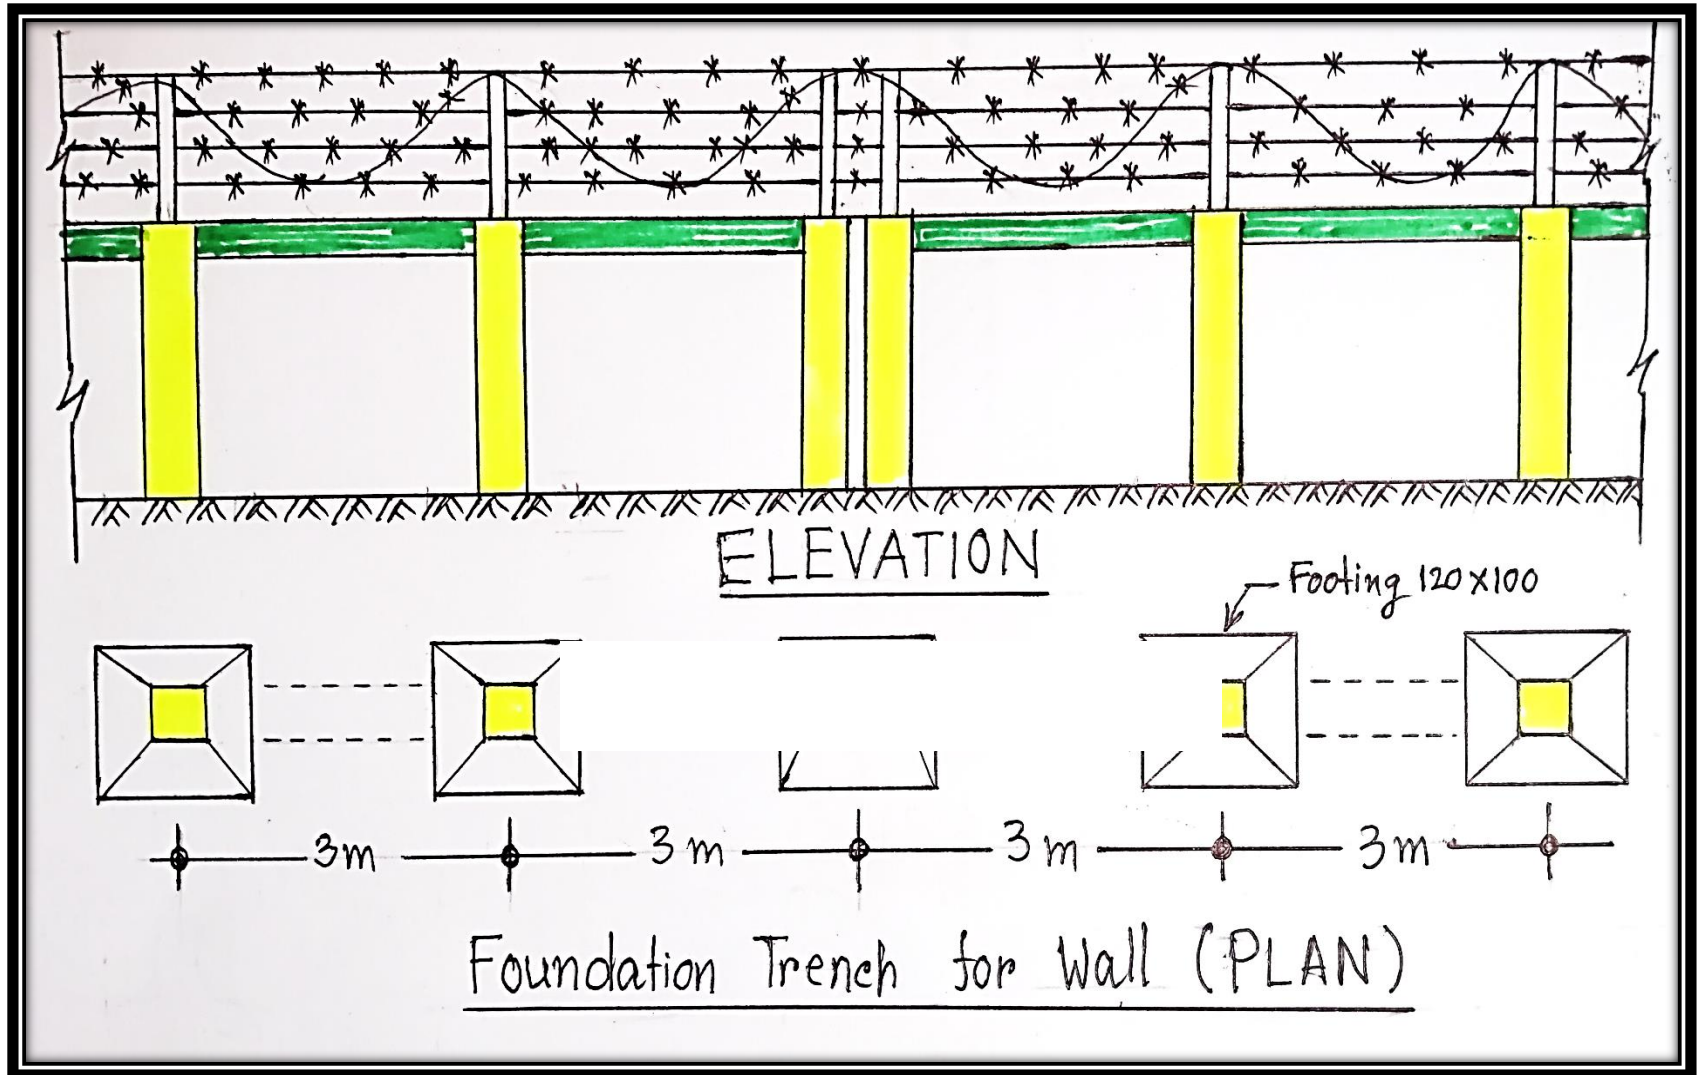 ELEVATION
Footing 120x100
3m 3m 3m 3m
Foundation Trench for Wall (PLAN)